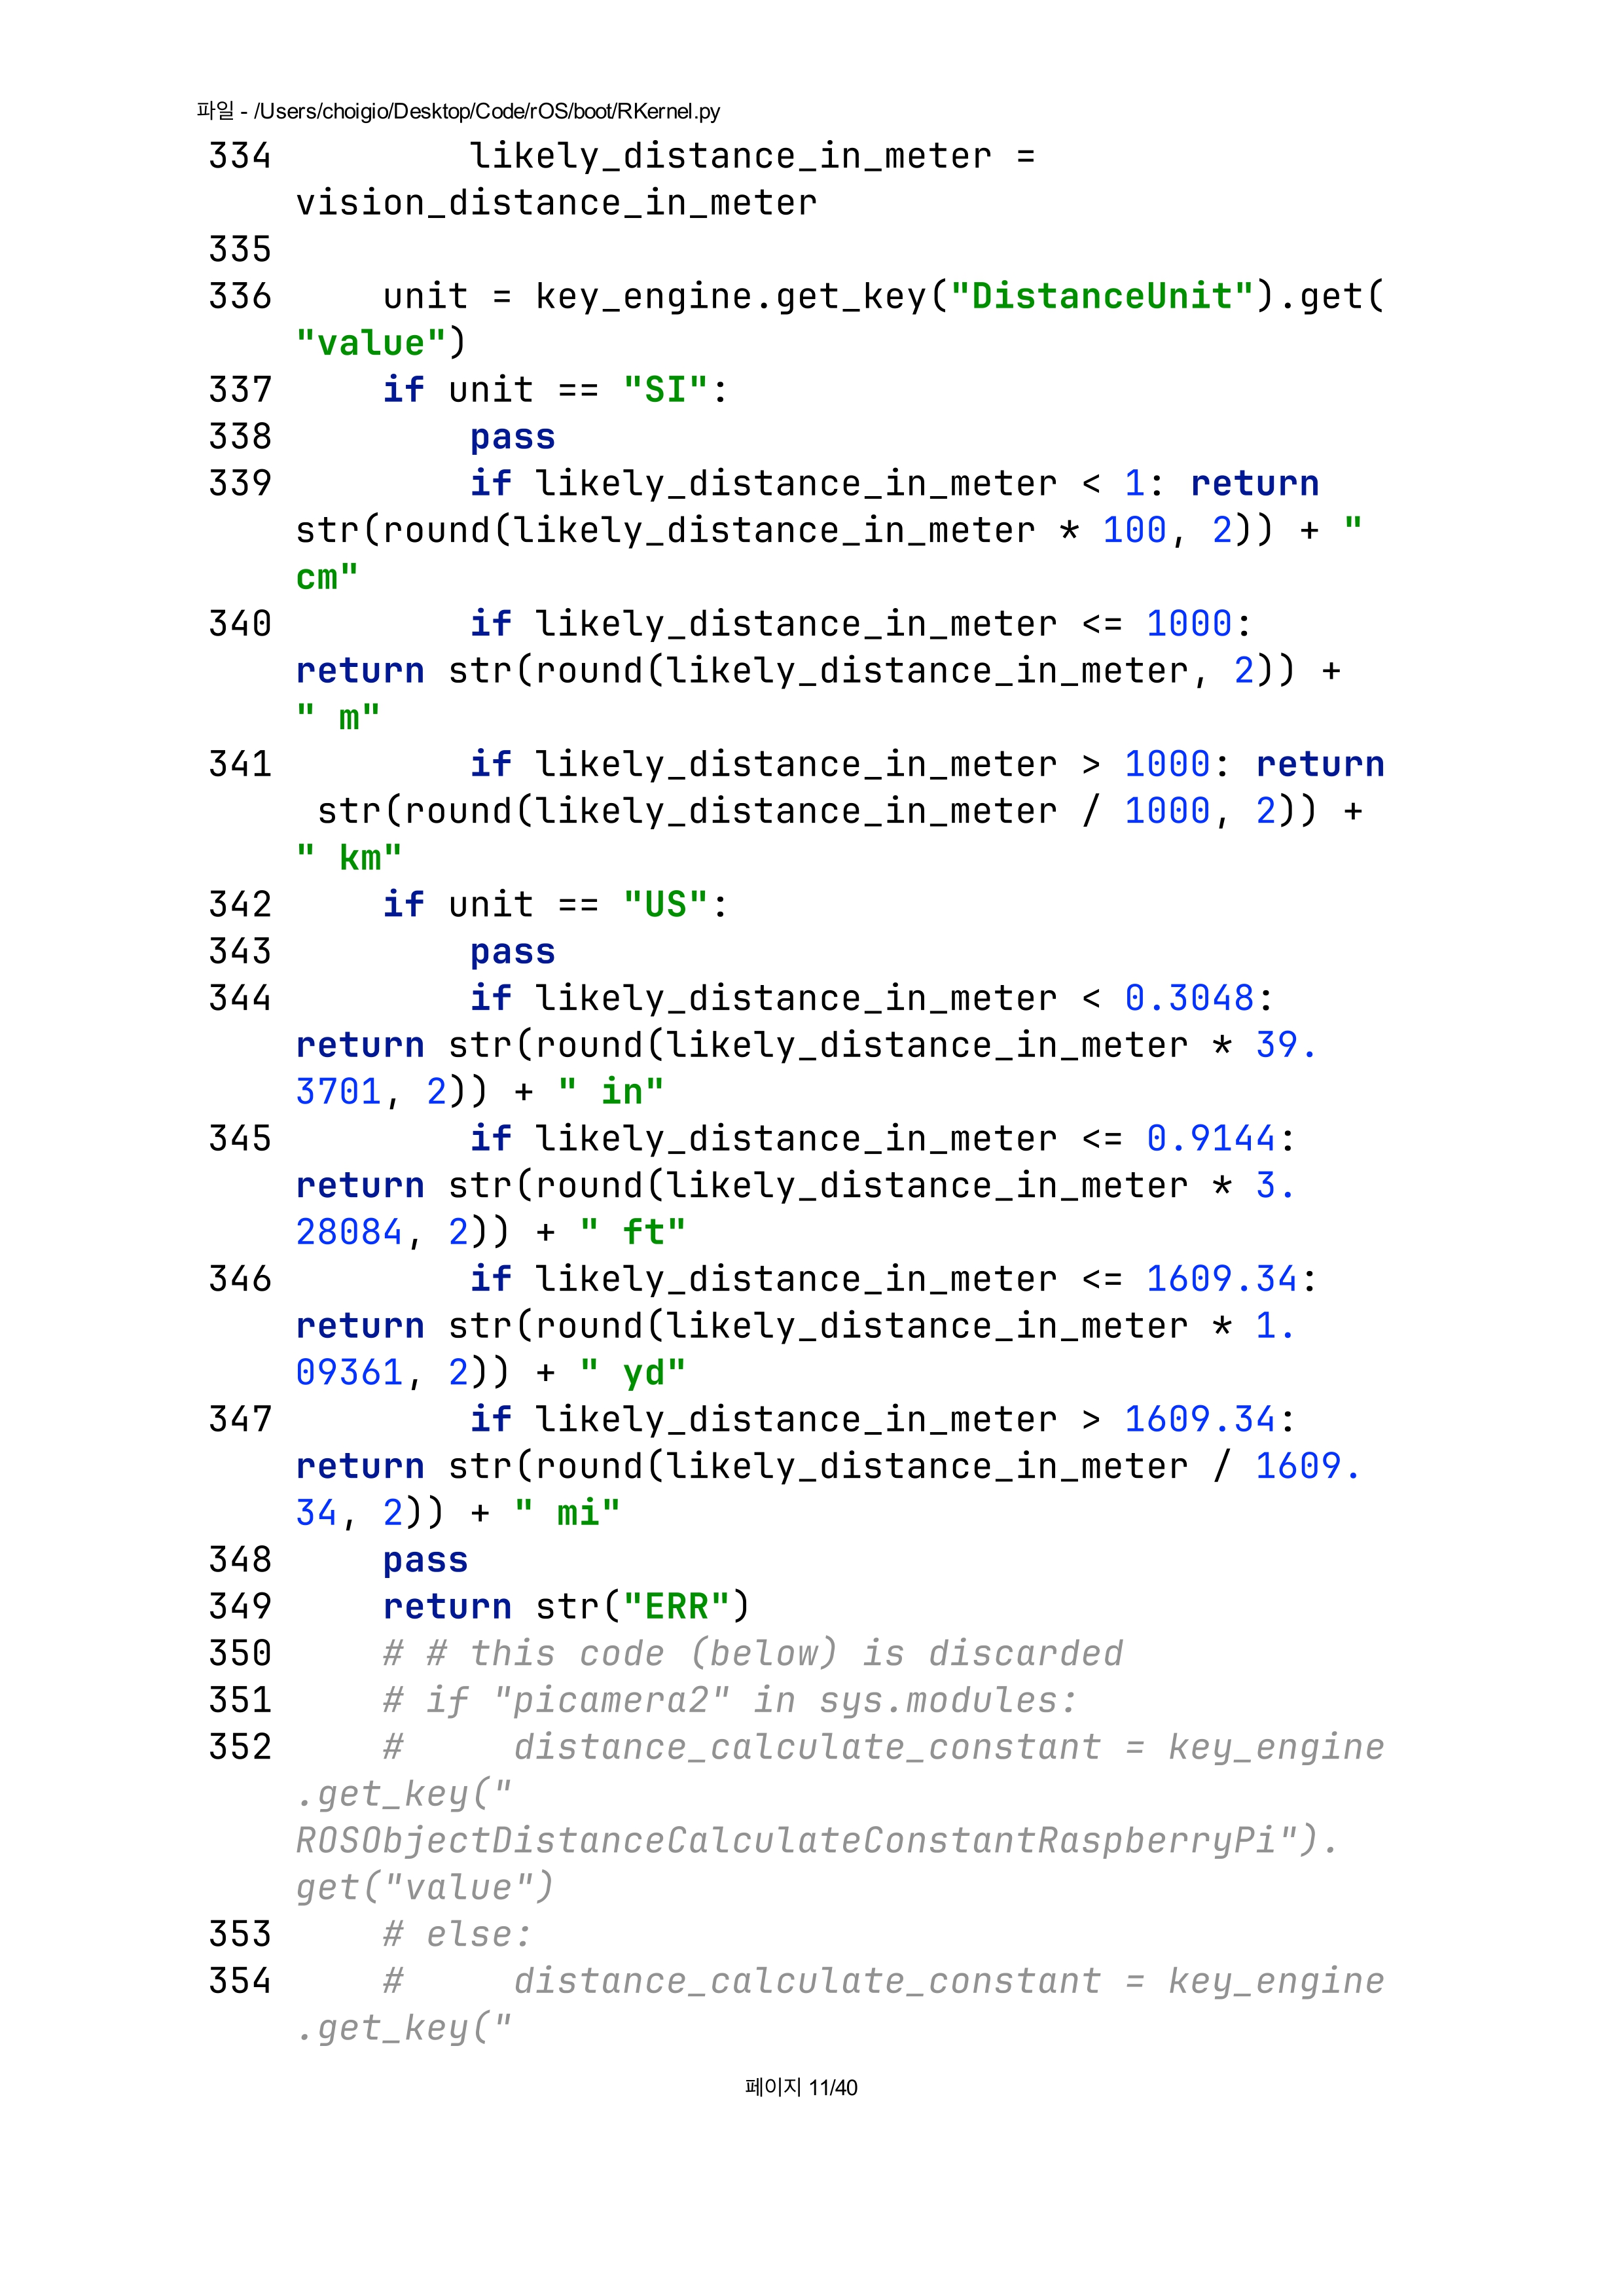 파일 - /Users/choigio/Desktop/Code/rOS/boot/RKernel.py
334         likely_distance_in_meter =
    vision_distance_in_meter
335
336     unit = key_engine.get_key("DistanceUnit").get(
    "value")
337     if unit == "SI":
338         pass
339         if likely_distance_in_meter < 1: return
    str(round(likely_distance_in_meter * 100, 2)) + "
    cm"
340         if likely_distance_in_meter <= 1000:
    return str(round(likely_distance_in_meter, 2)) +
    " m"
341         if likely_distance_in_meter > 1000: return
     str(round(likely_distance_in_meter / 1000, 2)) +
    " km"
342     if unit == "US":
343         pass
344         if likely_distance_in_meter < 0.3048:
    return str(round(likely_distance_in_meter * 39.
    3701, 2)) + " in"
345         if likely_distance_in_meter <= 0.9144:
    return str(round(likely_distance_in_meter * 3.
    28084, 2)) + " ft"
346         if likely_distance_in_meter <= 1609.34:
    return str(round(likely_distance_in_meter * 1.
    09361, 2)) + " yd"
347         if likely_distance_in_meter > 1609.34:
    return str(round(likely_distance_in_meter / 1609.
    34, 2)) + " mi"
348     pass
349     return str("ERR")
350     # # this code (below) is discarded
351     # if "picamera2" in sys.modules:
352     #     distance_calculate_constant = key_engine
    .get_key("
    ROSObjectDistanceCalculateConstantRaspberryPi").
    get("value")
353     # else:
354     #     distance_calculate_constant = key_engine
    .get_key("
페이지 11/40